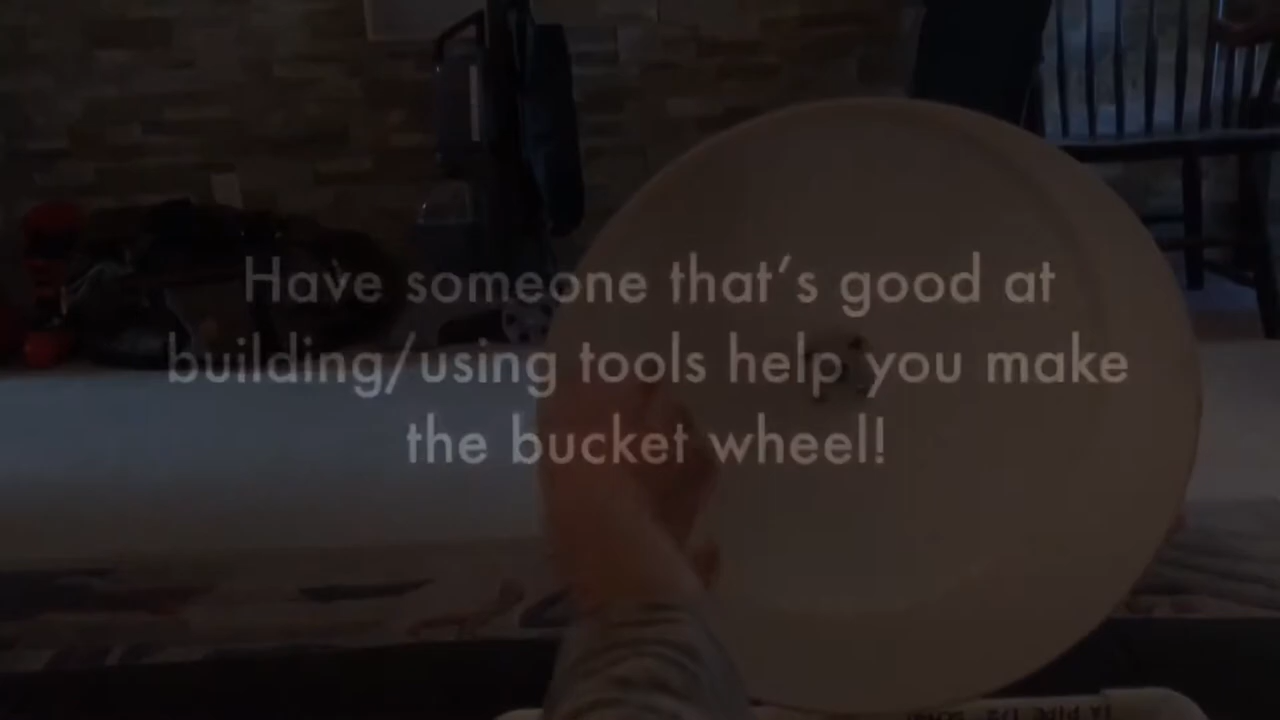 Have someone that's good at
building/using tools help you make
the bucket wheel!